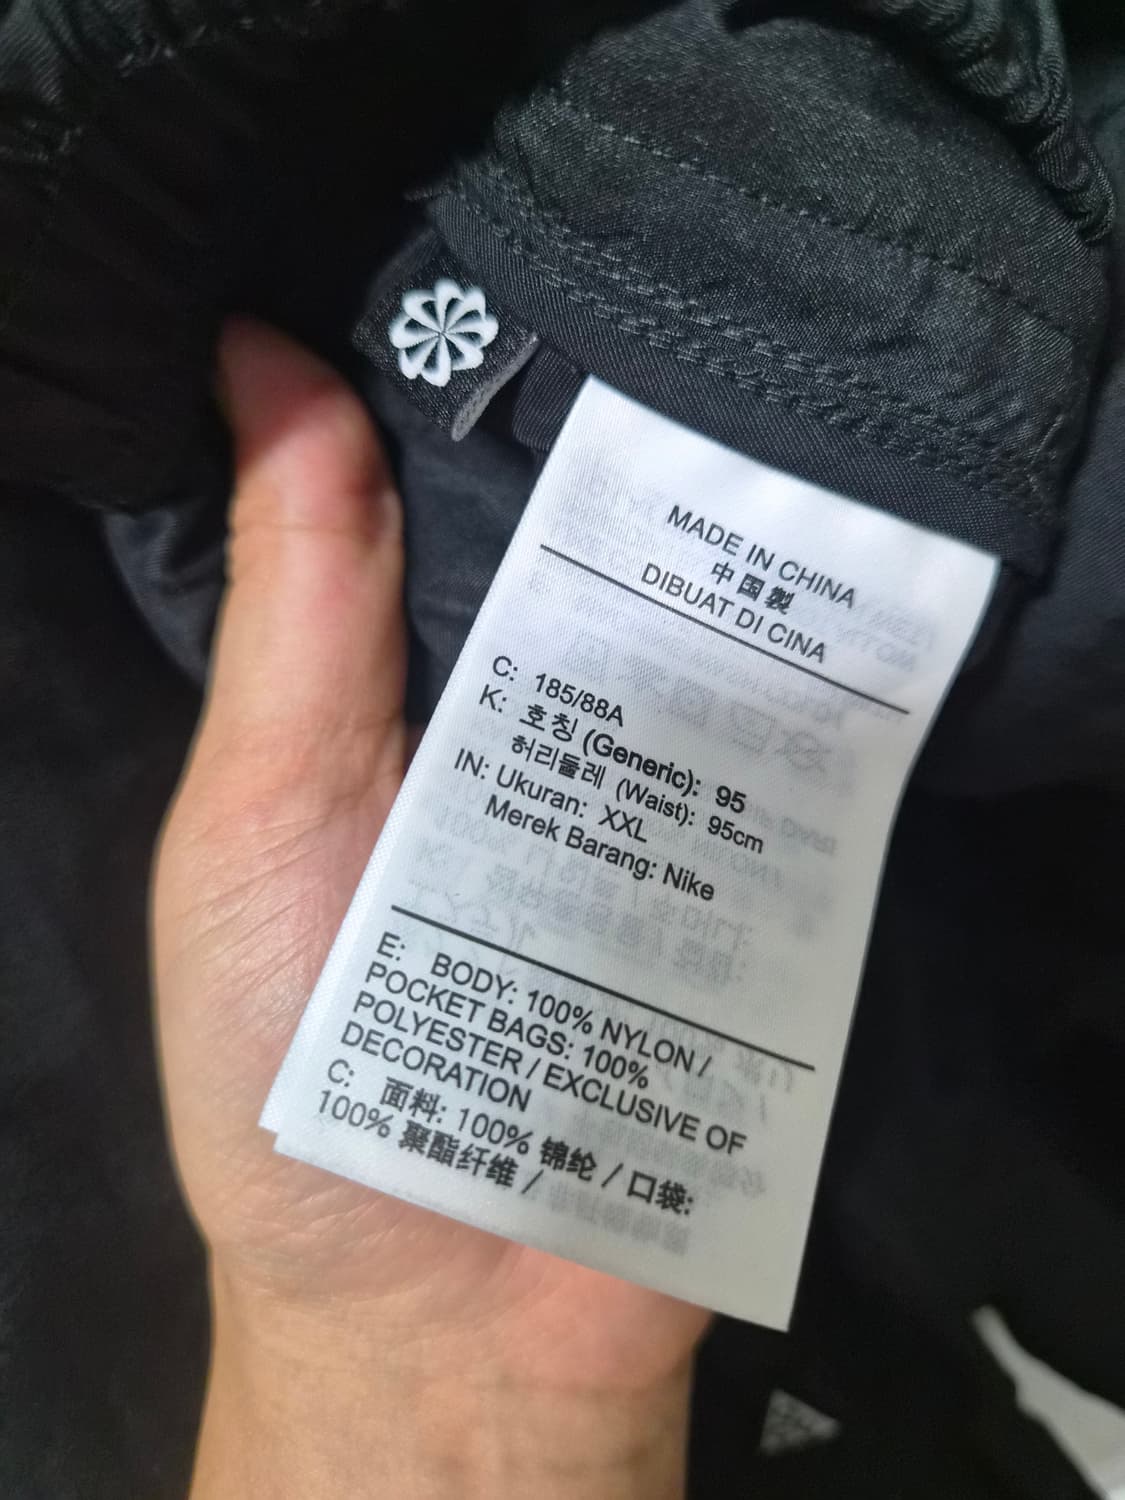 MADE IN CHINA
中国製
DIBUAT DI CINA
C: 185/88A
K: 호칭 (Generic): 95
허리둘레 (Waist): 95cm
IN: Ukuran: XXL
Merek Barang: Nike
E: BODY: 100% NYLON /
POCKET BAGS: 100%
POLYESTER / EXCLUSIVE OF
DECORATION
C: 面料: 100% 锦纶 / 口袋:
100% 聚酯纤维 /